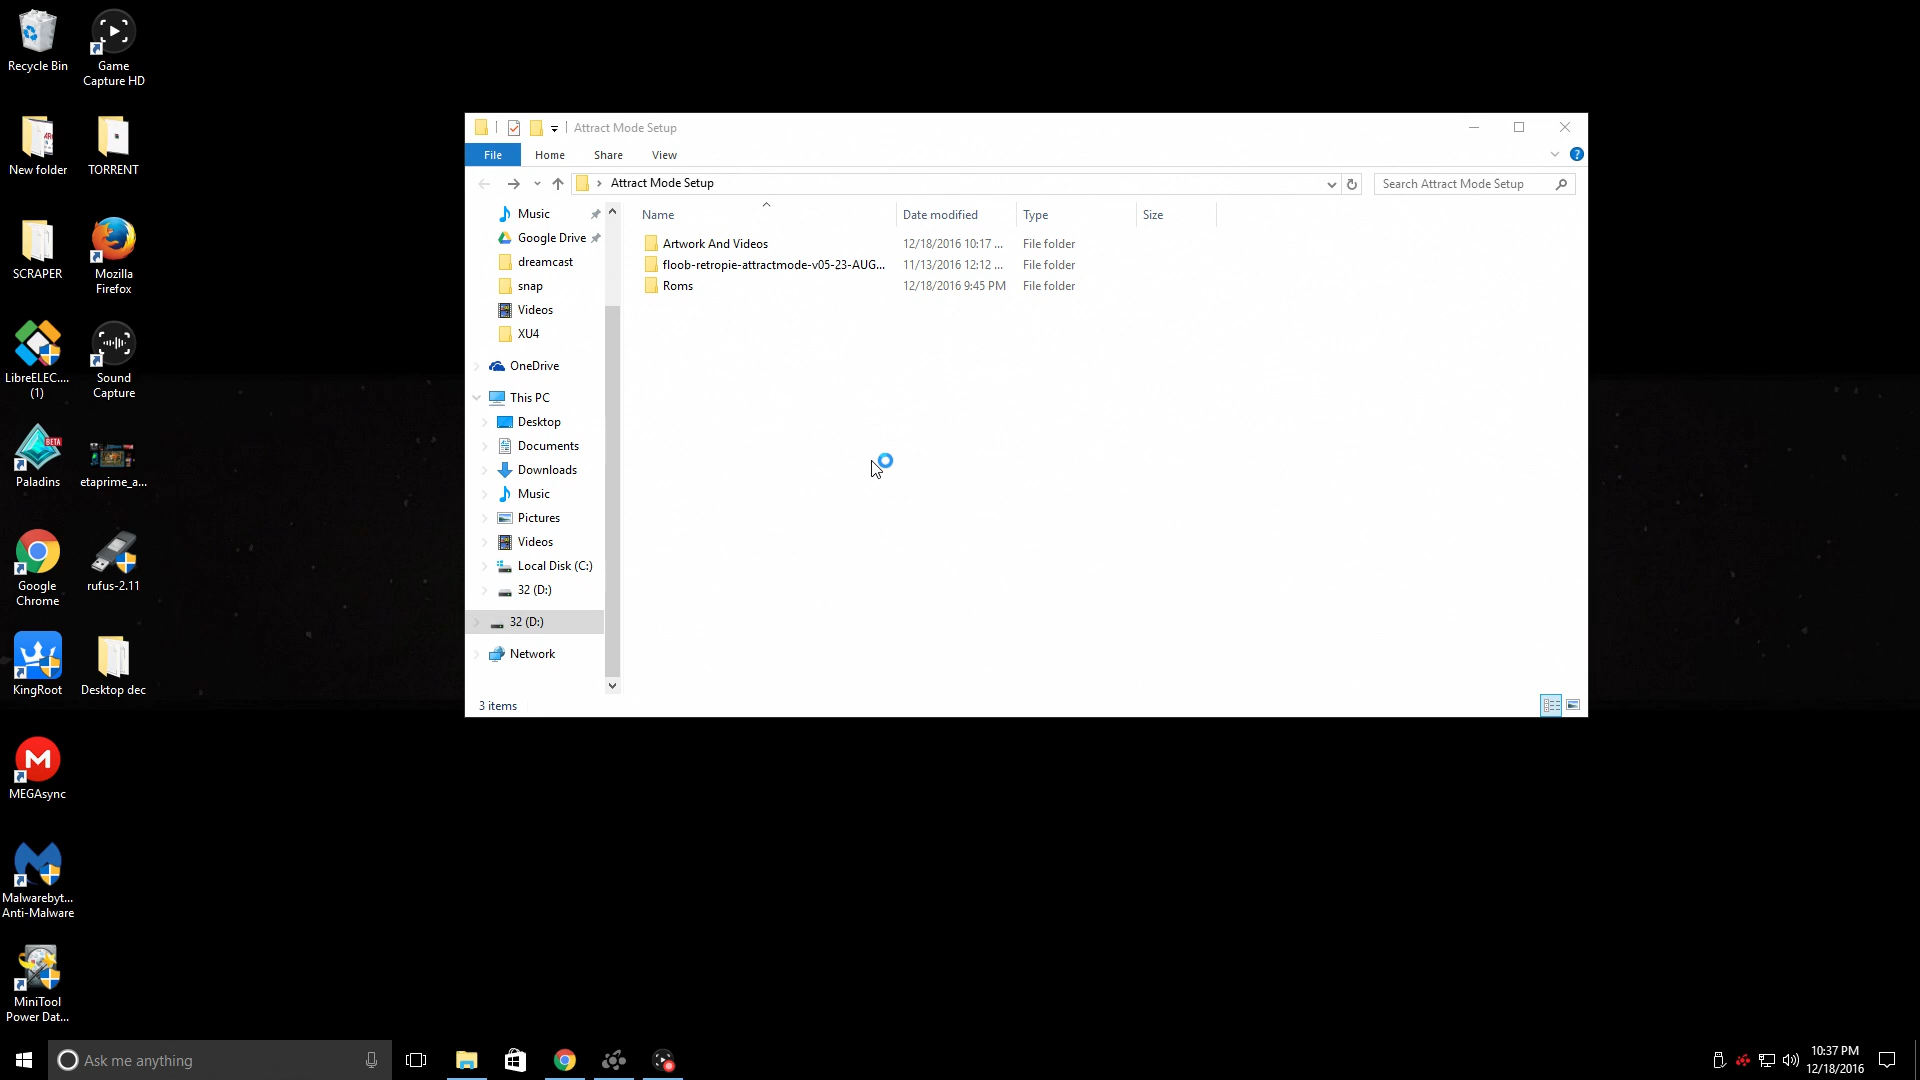 Recycle Bin
Game
Capture HD
New folder
TORRENT
SCRAPER
Mozilla
Firefox
LibreELEC....
(1)
Sound
Capture
BETA
Paladins
etaprime_a...
Google
Chrome
rufus-2.11
KingRoot
Desktop dec
MEGAsync
Malwarebyt...
Anti-Malware
MiniTool
Power Dat...
Attract Mode Setup
File
Home
Share
View
Attract Mode Setup
Search Attract Mode Setup
Music
Google Drive
dreamcast
snap
Videos
XU4
OneDrive
This PC
Desktop
Documents
Downloads
Music
Pictures
Videos
Local Disk (C:)
32 (D:)
32 (D:)
Network
Name Date modified Type Size
Artwork And Videos 12/18/2016 10:17 ... File folder
floob-retropie-attractmode-v05-23-AUG... 11/13/2016 12:12 ... File folder
Roms 12/18/2016 9:45 PM File folder
3 items
Ask me anything
10:37 PM
12/18/2016